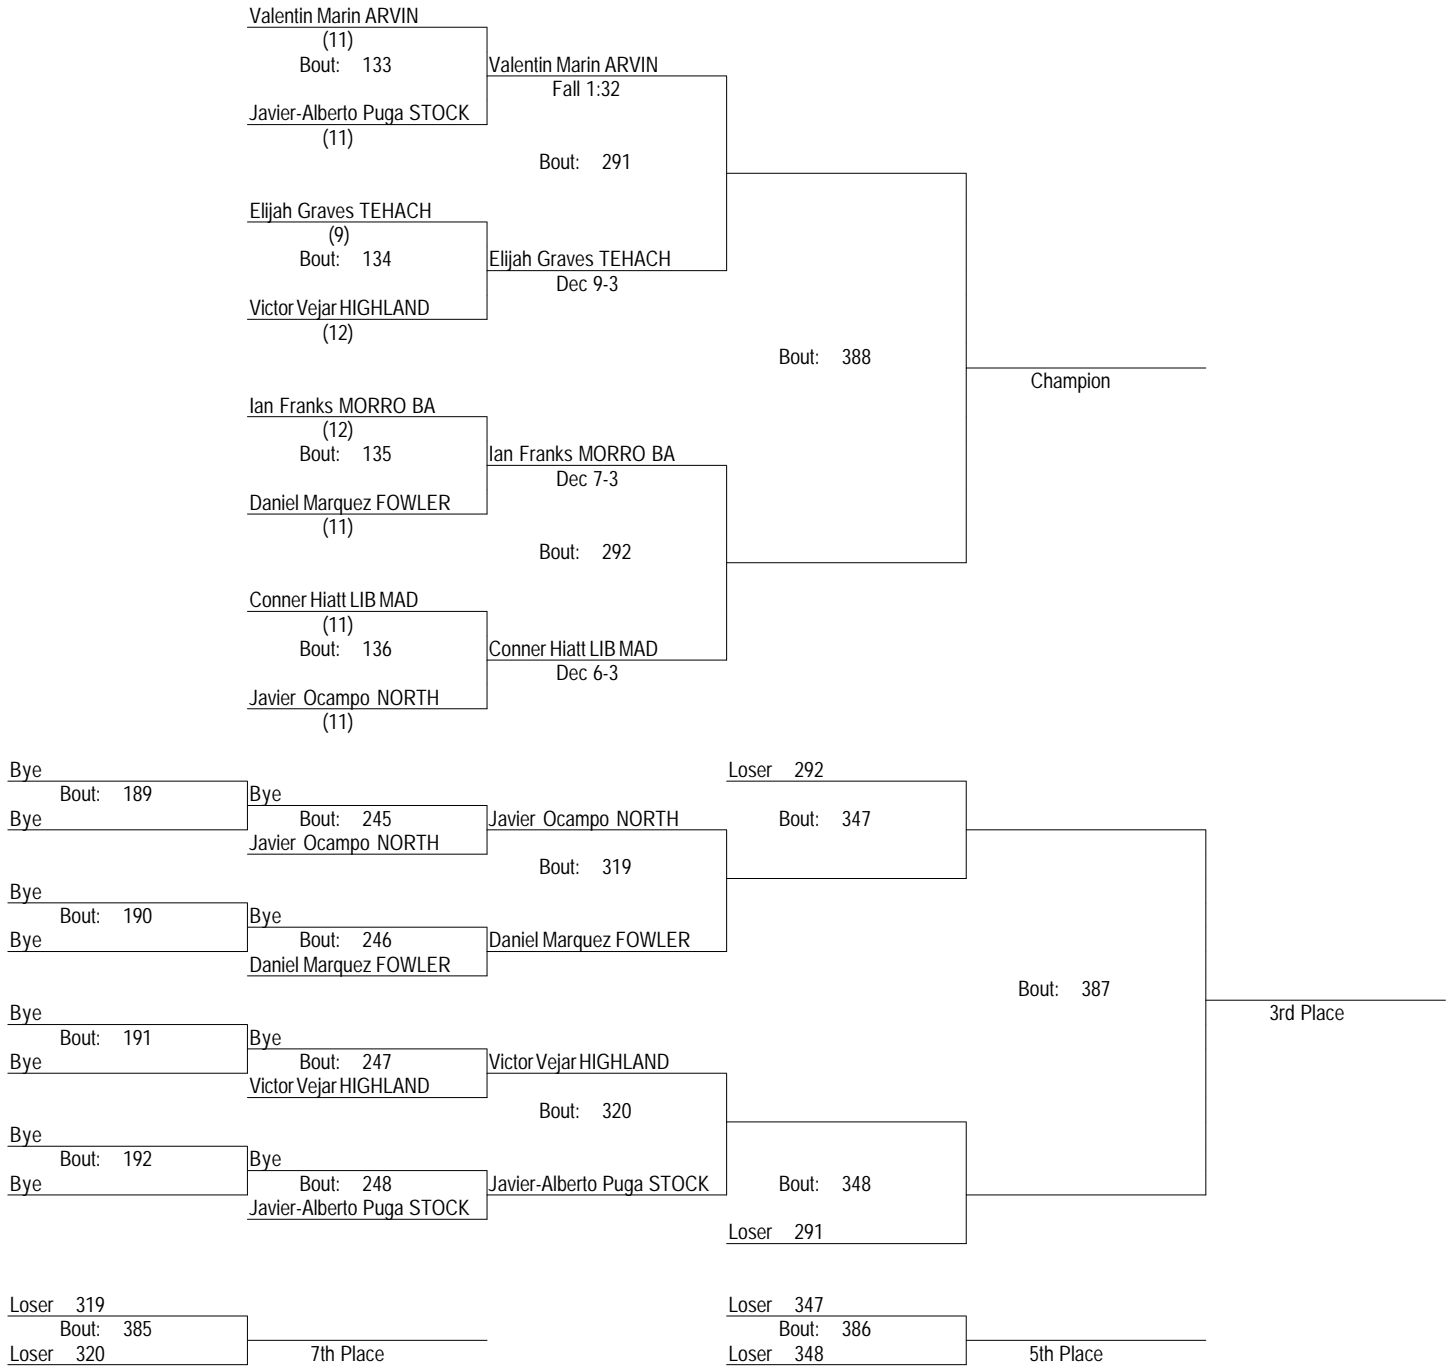 Valentin Marin ARVIN
(11)
Bout: 133
Valentin Marin ARVIN
Fall 1:32
Javier-Alberto Puga STOCK
(11)
Bout: 291
Elijah Graves TEHACH
(9)
Bout: 134
Elijah Graves TEHACH
Dec 9-3
Victor Vejar HIGHLAND
(12)
Bout: 388
Champion
Ian Franks MORRO BA
(12)
Bout: 135
Ian Franks MORRO BA
Dec 7-3
Daniel Marquez FOWLER
(11)
Bout: 292
Conner Hiatt LIB MAD
(11)
Bout: 136
Conner Hiatt LIB MAD
Dec 6-3
Javier Ocampo NORTH
(11)
Bye
Bout: 189
Bye
Bye
Bout: 245
Javier Ocampo NORTH
Javier Ocampo NORTH
Bout: 319
Loser 292
Bout: 347
Bye
Bout: 190
Bye
Bye
Bout: 246
Daniel Marquez FOWLER
Daniel Marquez FOWLER
Bout: 387
3rd Place
Bye
Bout: 191
Bye
Bye
Bout: 247
Victor Vejar HIGHLAND
Victor Vejar HIGHLAND
Bout: 320
Bye
Bout: 192
Bye
Bye
Bout: 248
Javier-Alberto Puga STOCK
Javier-Alberto Puga STOCK
Bout: 348
Loser 291
Loser 319
Bout: 385
Loser 320
7th Place
Loser 347
Bout: 386
Loser 348
5th Place